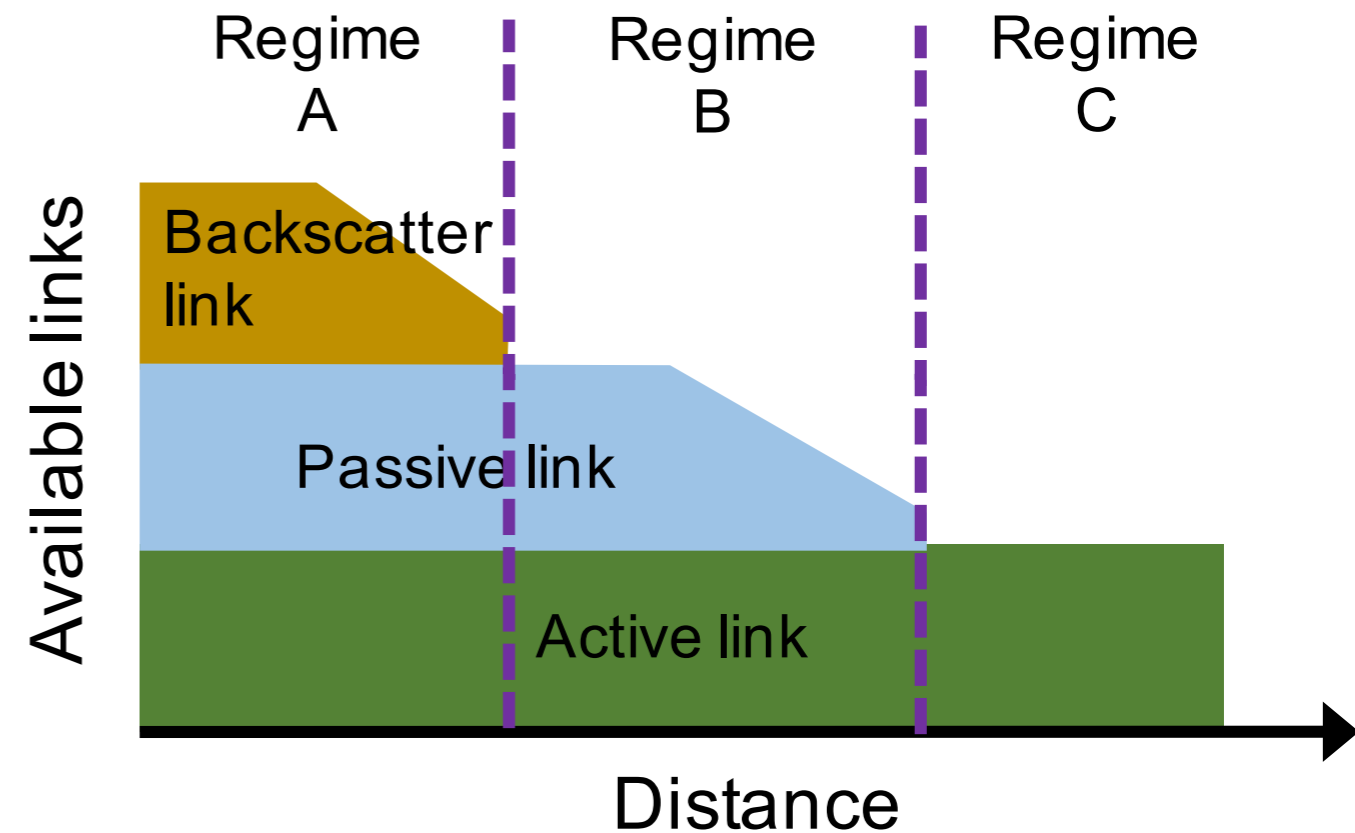 Regime
A
Regime
B
Regime
C
Available links
Backscatter
link
Passive link
Active link
Distance